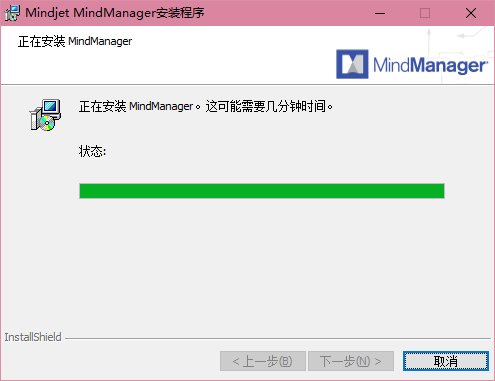 Mindjet MindManager安装程序
正在安装 MindManager
MindManager
正在安装 MindManager。这可能需要几分钟时间。
状态:
InstallShield
< 上一步(B)
下一步(N) >
取消